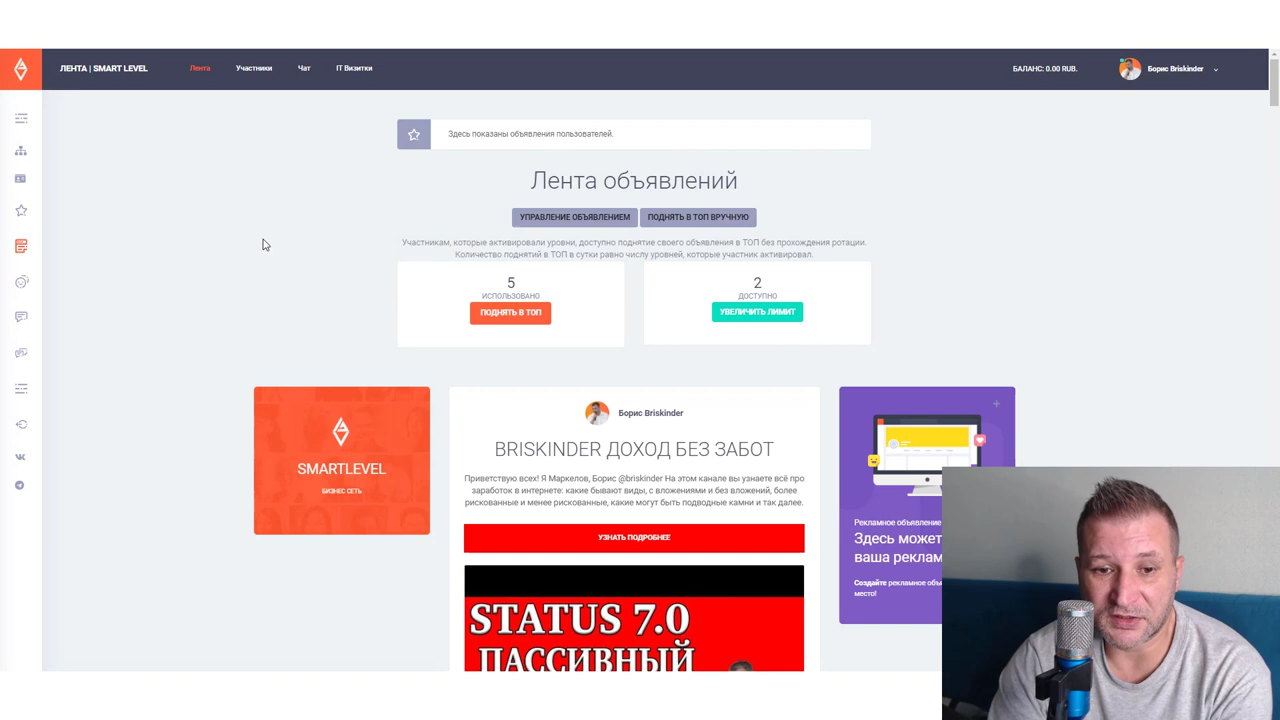 ЛЕНТА | SMART LEVEL
Лента
Участники
Чат
IT Визитки
БАЛАНС: 0.00 RUB.
Борис Briskinder
Здесь показаны объявления пользователей.
Лента объявлений
УПРАВЛЕНИЕ ОБЪЯВЛЕНИЕМ
ПОДНЯТЬ В ТОП ВРУЧНУЮ
Участникам, которые активировали уровни, доступно поднятие своего объявления в ТОП без прохождения ротации.
Количество поднятий в ТОП в сутки равно числу уровней, которые участник активировал.
5
ИСПОЛЬЗОВАНО
ПОДНЯТЬ В ТОП
2
ДОСТУПНО
УВЕЛИЧИТЬ ЛИМИТ
SMARTLEVEL
БИЗНЕС СЕТЬ
Борис Briskinder
BRISKINDER ДОХОД БЕЗ ЗАБОТ
Приветствую всех! Я Маркелов, Борис @briskinder На этом канале вы узнаете всё про
заработок в интернете: какие бывают виды, с вложениями и без вложений, более
рискованные и менее рискованные, какие могут быть подводные камни и так далее.
УЗНАТЬ ПОДРОБНЕЕ
STATUS 7.0
ПАССИВНЫЙ
Рекламное объявление
Здесь может
ваша реклам
Создайте рекламное объ
место!